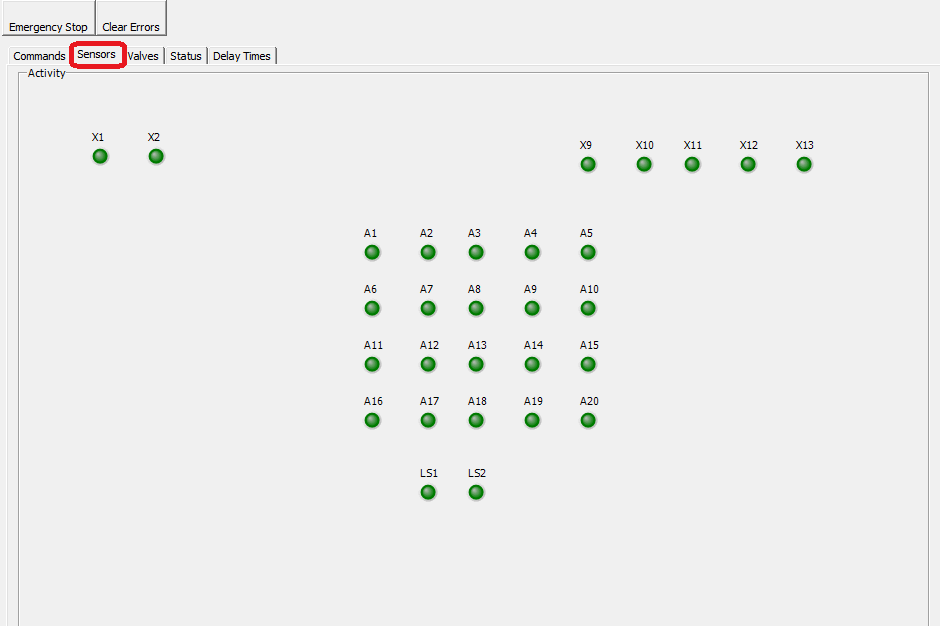 Emergency Stop Clear Errors
Commands Sensors Valves Status Delay Times
Activity
X1 X2
X9 X10 X11 X12 X13
A1 A2 A3 A4 A5
A6 A7 A8 A9 A10
A11 A12 A13 A14 A15
A16 A17 A18 A19 A20
LS1 LS2